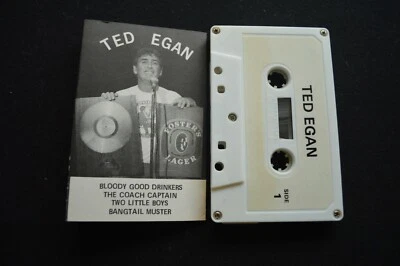 TED EGAN
FOSTER'S
LAGER
BLOODY GOOD DRINKERS
THE COACH CAPTAIN
TWO LITTLE BOYS
BANGTAIL MUSTER
TED EGAN
SIDE
1